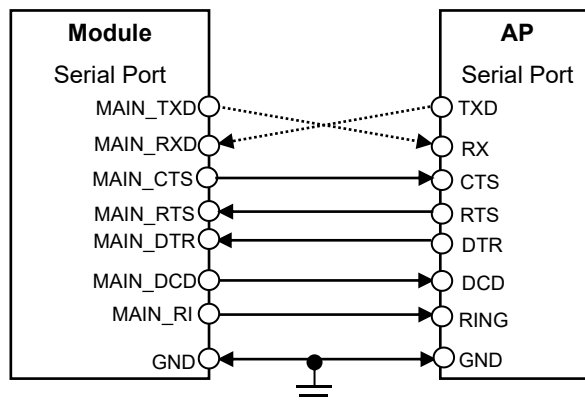 Module
Serial Port
MAIN_TXD
MAIN_RXD
MAIN_CTS
MAIN_RTS
MAIN_DTR
MAIN_DCD
MAIN_RI
GND
AP
Serial Port
TXD
RX
CTS
RTS
DTR
DCD
RING
GND